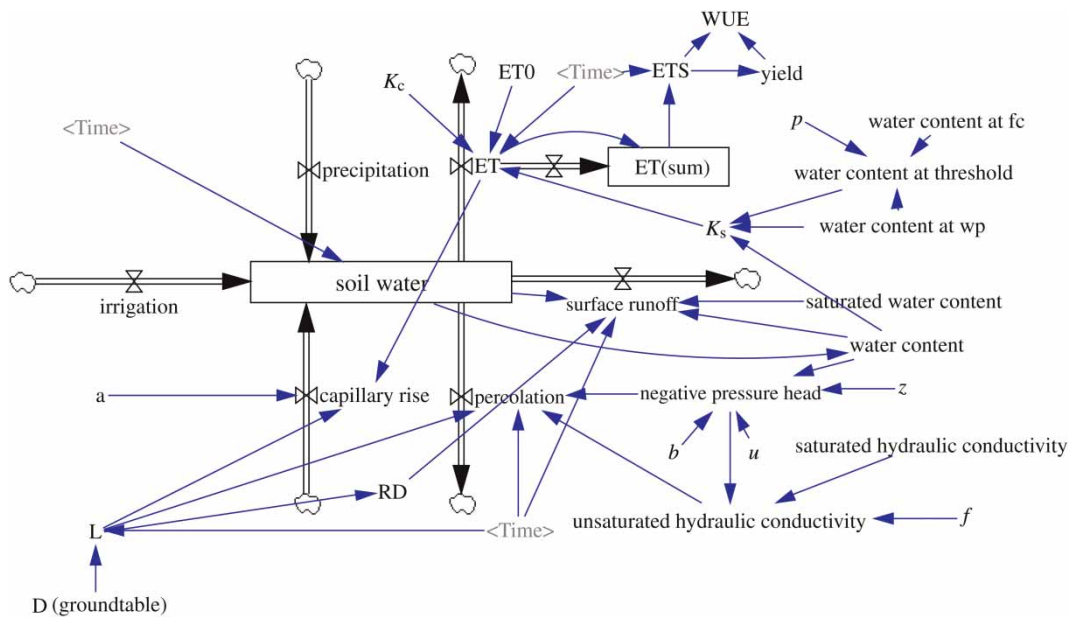 WUE
ET0
<Time>
ETS
yield
Kc
<Time>
p
water content at fc
precipitation
ET
ET(sum)
water content at threshold
Ks
water content at wp
soil water
irrigation
surface runoff
saturated water content
water content
a
capillary rise
percolation
negative pressure head
z
b
u
saturated hydraulic conductivity
RD
L
<Time>
unsaturated hydraulic conductivity
f
D (groundtable)